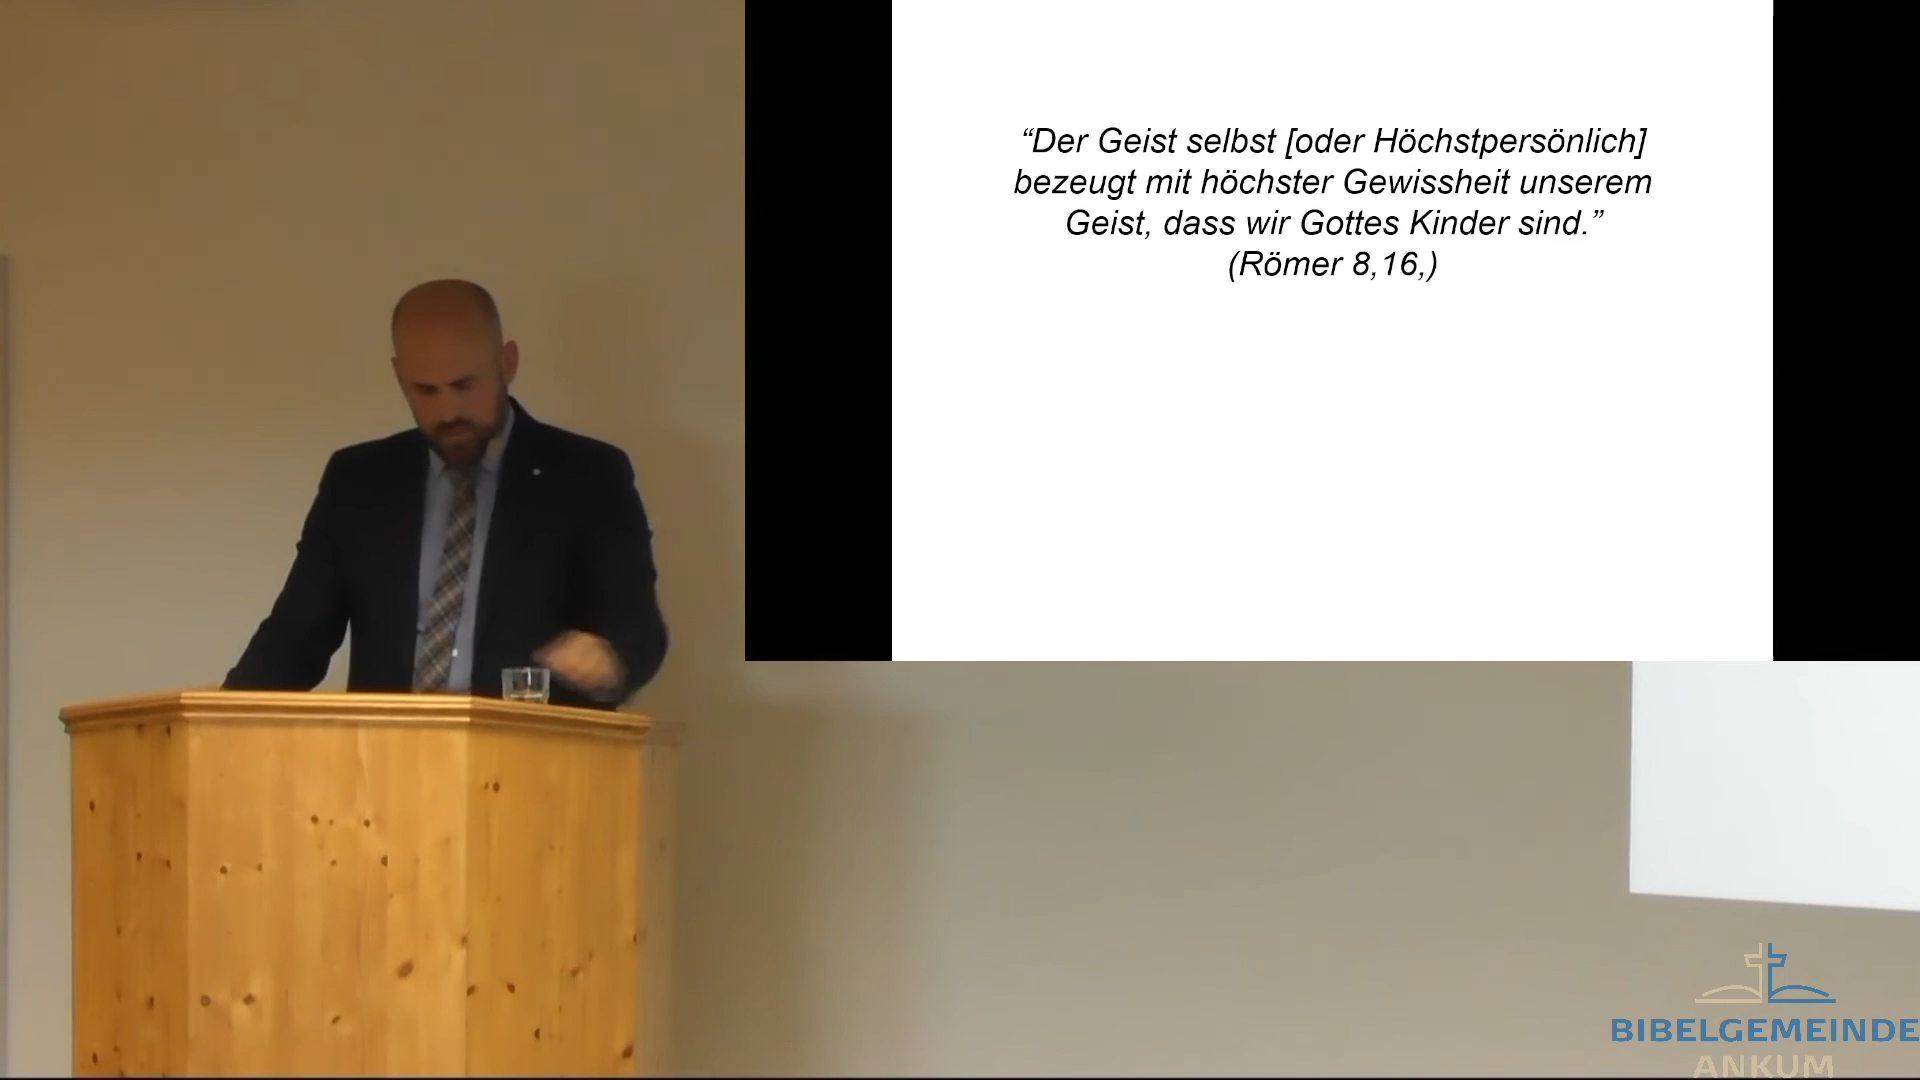 “Der Geist selbst [oder Höchstpersönlich]
bezeugt mit höchster Gewissheit unserem
Geist, dass wir Gottes Kinder sind.”
(Römer 8,16,)
BIBELGEMEINDE
ANKUM